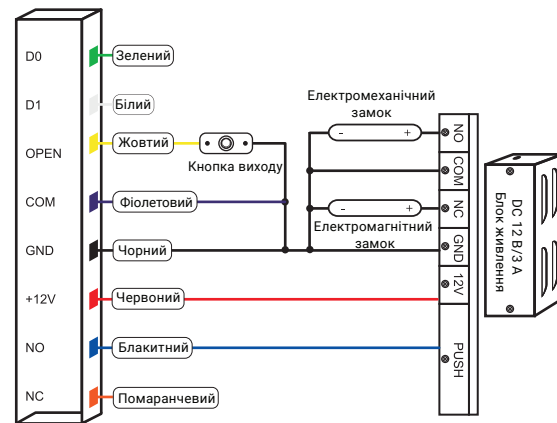 D0
Зелений
D1
Білий
OPEN
Жовтий
Кнопка виходу
COM
Фіолетовий
GND
Чорний
+12V
Червоний
NO
Блакитний
NC
Помаранчевий
Електромеханічний
замок
- +
- +
Електромагнітний
замок
NO
COM
NC
GND
12V
PUSH
DC 12 В/3 А
Блок живлення